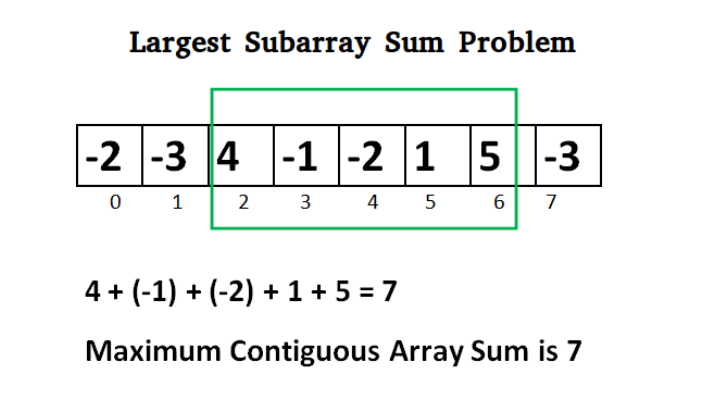 Largest Subarray Sum Problem
-2 -3 4 -1 -2 1 5 -3
0 1 2 3 4 5 6 7
4 + (-1) + (-2) + 1 + 5 = 7
Maximum Contiguous Array Sum is 7